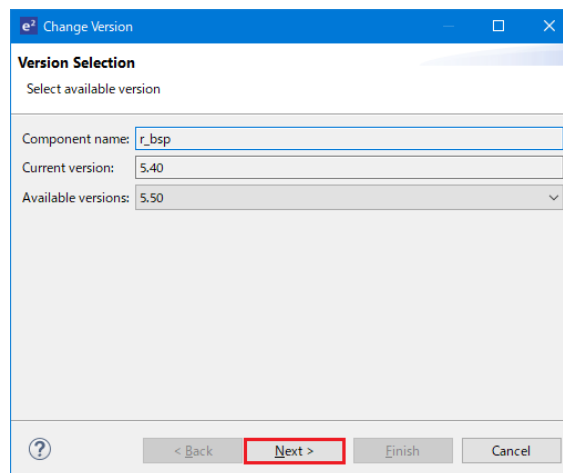 e² Change Version
Version Selection
Select available version
Component name: r_bsp
Current version: 5.40
Available versions: 5.50
? < Back Next > Finish Cancel